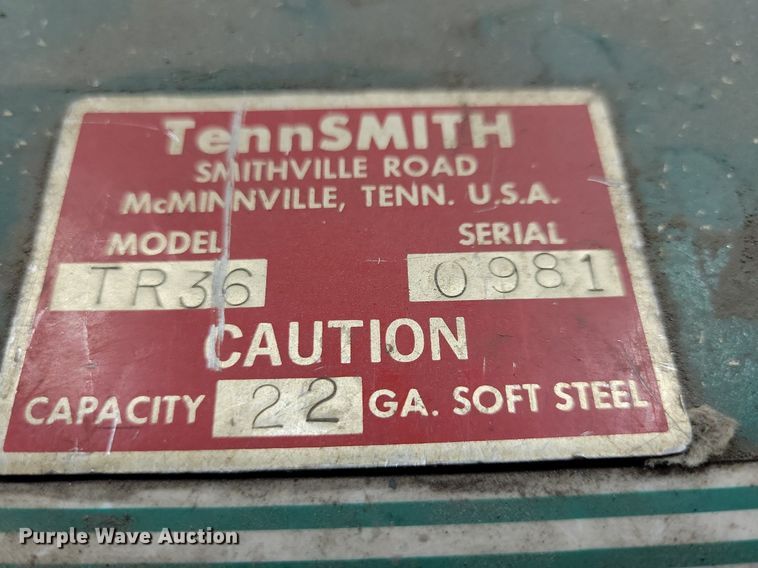 TennSMITH
SMITHVILLE ROAD
McMINNVILLE, TENN. U.S.A.
MODEL SERIAL
TR36 0981
CAUTION
CAPACITY 22 GA. SOFT STEEL
Purple Wave Auction